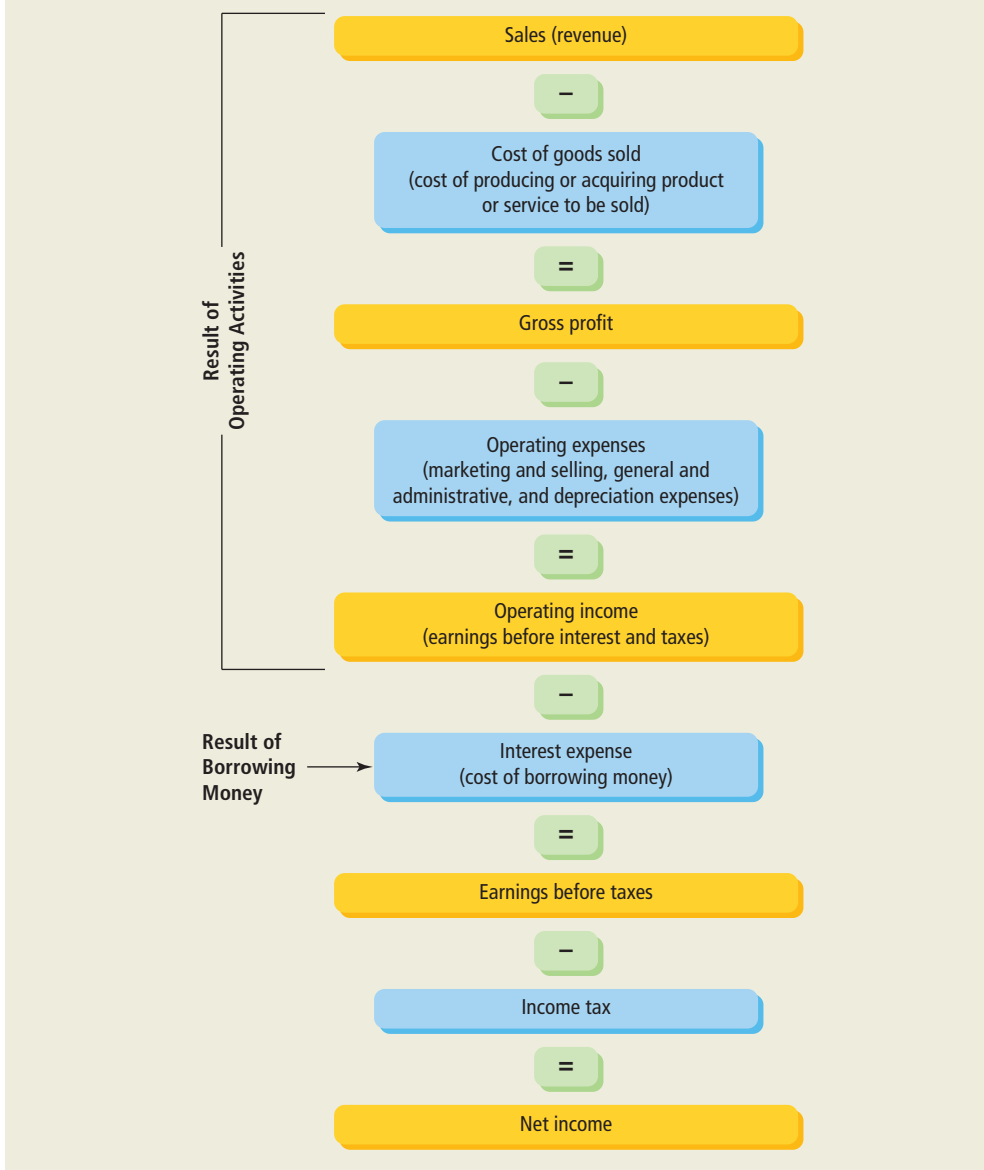 Sales (revenue)
–
Cost of goods sold
(cost of producing or acquiring product
or service to be sold)
=
Gross profit
–
Result of
Operating Activities
Operating expenses
(marketing and selling, general and
administrative, and depreciation expenses)
=
Operating income
(earnings before interest and taxes)
–
Result of
Borrowing
Money
Interest expense
(cost of borrowing money)
=
Earnings before taxes
–
Income tax
=
Net income